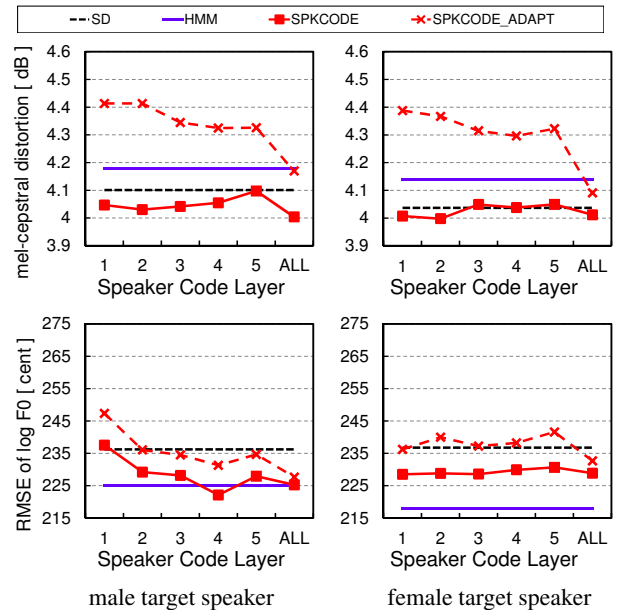 SD HMM SPKCODE SPKCODE_ADAPT
mel-cepstral distortion [ dB ]
4.6
4.5
4.4
4.3
4.2
4.1
4
3.9
1 2 3 4 5 ALL
Speaker Code Layer
4.6
4.5
4.4
4.3
4.2
4.1
4
3.9
1 2 3 4 5 ALL
Speaker Code Layer
RMSE of log F0 [ cent ]
275
265
255
245
235
225
215
1 2 3 4 5 ALL
Speaker Code Layer
275
265
255
245
235
225
215
1 2 3 4 5 ALL
Speaker Code Layer
male target speaker
female target speaker